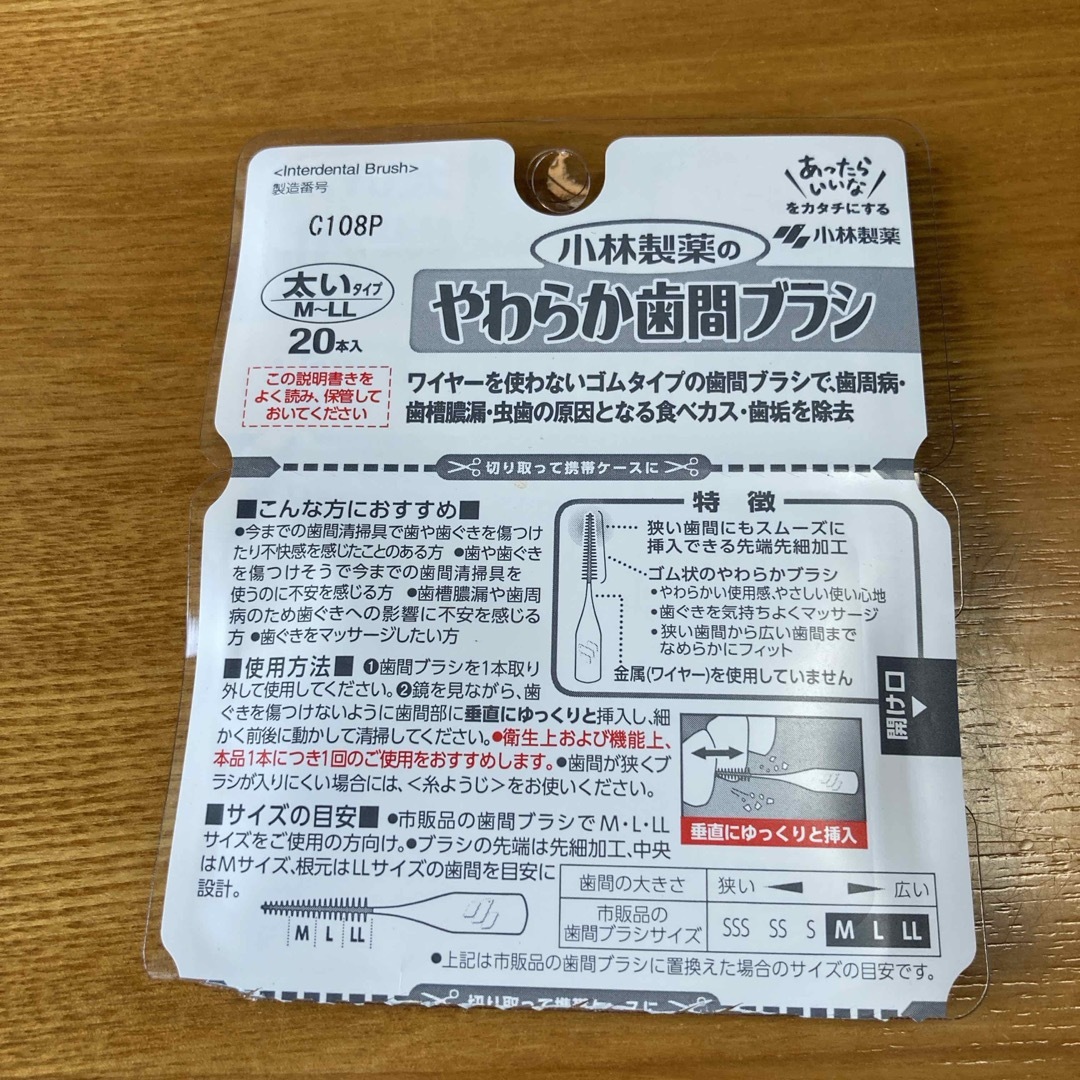 <Interdental Brush>
製造番号
C108P
あったら
いいな
をカタチにする
小林製薬
小林製薬の
やわらか歯間ブラシ
太いタイプ
M〜LL
20本入
この説明書きを
よく読み、保管して
おいてください
ワイヤーを使わないゴムタイプの歯間ブラシで、歯周病・
歯槽膿漏・虫歯の原因となる食べカス・歯垢を除去
切り取って携帯ケースに
■こんな方におすすめ■
●今までの歯間清掃具で歯や歯ぐきを傷つけ
たり不快感を感じたことのある方 ●歯や歯ぐき
を傷つけそうで今までの歯間清掃具を
使うのに不安を感じる方 ●歯槽膿漏や歯周
病のため歯ぐきへの影響に不安を感じる
方 ●歯ぐきをマッサージしたい方
特徴
狭い歯間にもスムーズに
挿入できる先端先細加工
ゴム状のやわらかブラシ
・やわらかい使用感、やさしい使い心地
・歯ぐきを気持ちよくマッサージ
・狭い歯間から広い歯間まで
なめらかにフィット
金属(ワイヤー)を使用していません
開け口
■使用方法■ ❶歯間ブラシを1本取り
外して使用してください。❷鏡を見ながら、歯
ぐきを傷つけないように歯間部に垂直にゆっくりと挿入し、細
かく前後に動かして清掃してください。●衛生上および機能上、
本品1本につき1回のご使用をおすすめします。●歯間が狭くブ
ラシが入りにくい場合には、<糸ようじ>をお使いください。
垂直にゆっくりと挿入
■サイズの目安■ ●市販品の歯間ブラシでM・L・LL
サイズをご使用の方向け。●ブラシの先端は先細加工、中央
はMサイズ、根元はLLサイズの歯間を目安に
設計。
M L LL
歯間の大きさ 狭い 広い
市販品の
歯間ブラシサイズ SSS SS S M L LL
●上記は市販品の歯間ブラシに置換えた場合のサイズの目安です。
切り取って携帯ケースに